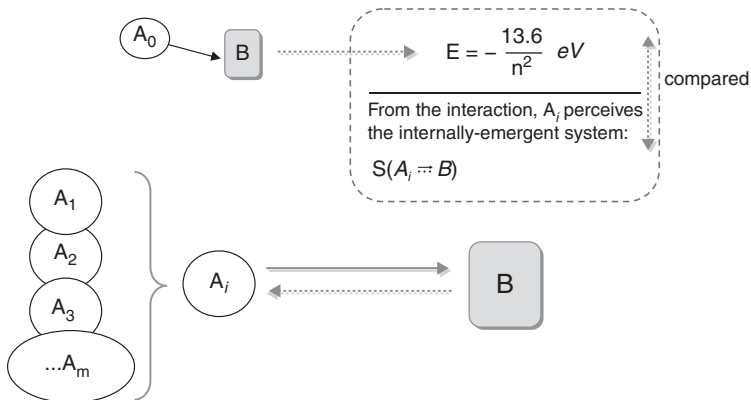 A₀
B
E = − 13.6/n² eV
compared
From the interaction, Aᵢ perceives
the internally-emergent system:
S(Aᵢ ⥱ B)
A₁
A₂
A₃
...Aₘ
Aᵢ
B